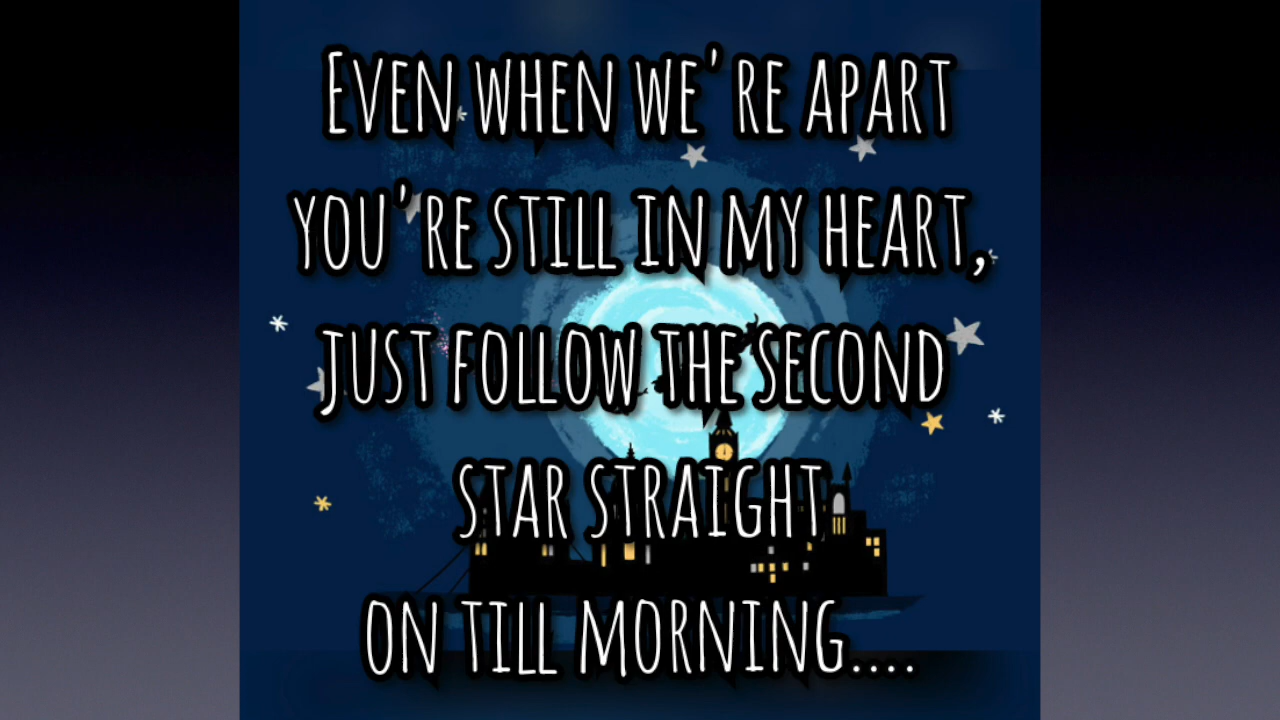 Even when we're apart
you're still in my heart,
just follow the second
star straight
on till morning....